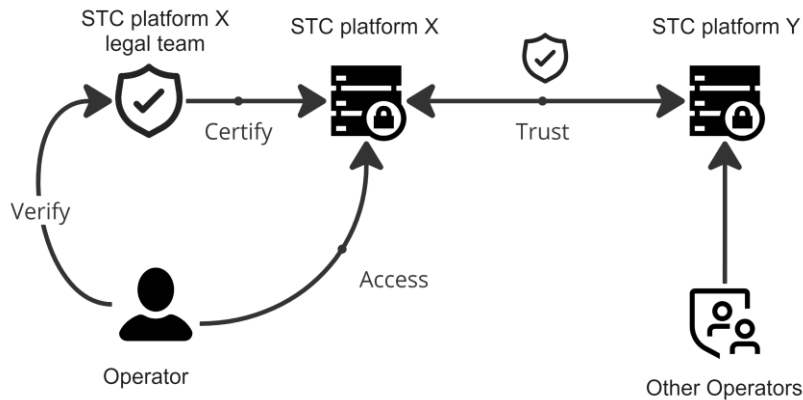 STC platform X
legal team
STC platform X
STC platform Y
Certify
Trust
Verify
Access
Operator
Other Operators